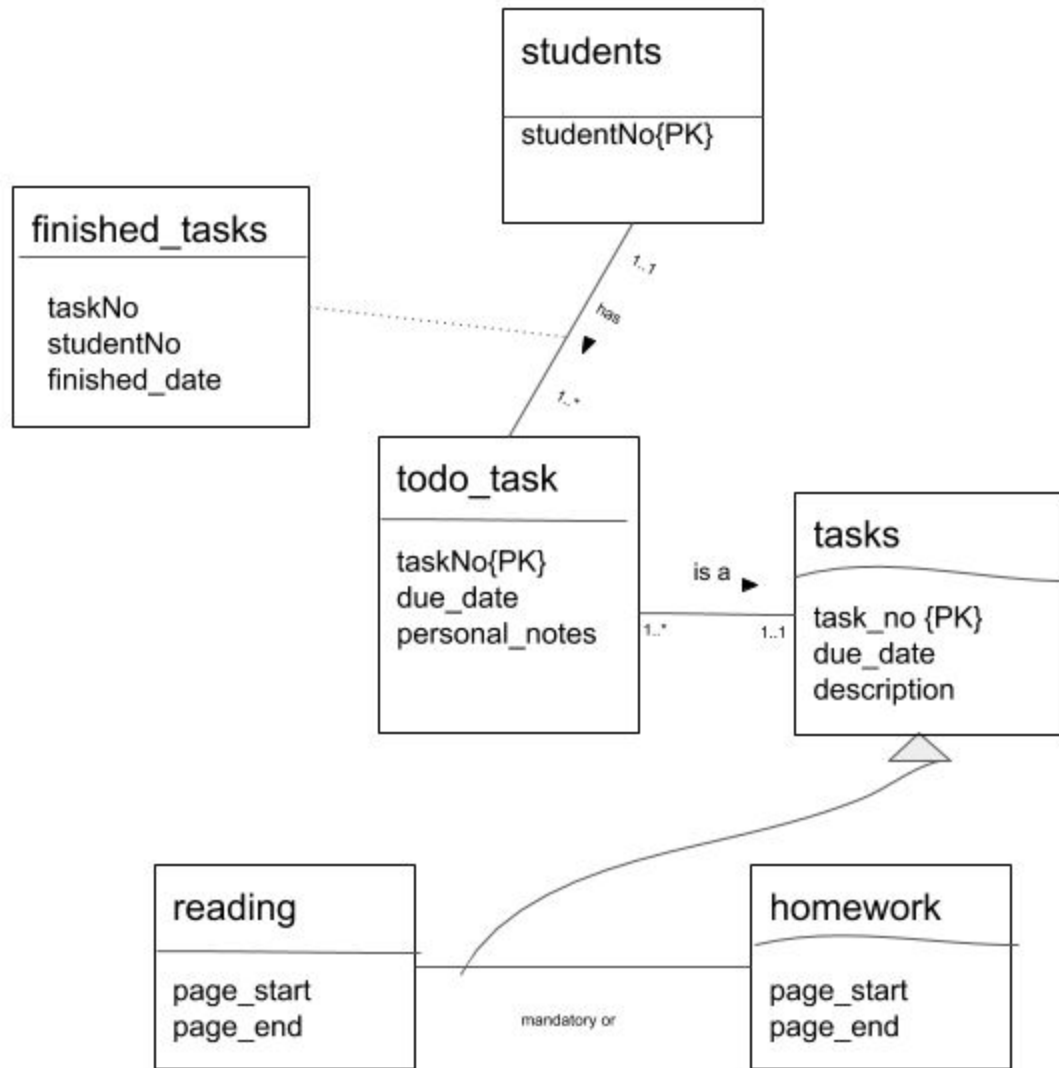 students
studentNo{PK}
finished_tasks
taskNo
studentNo
finished_date
1..1
has
1..*
todo_task
taskNo{PK}
due_date
personal_notes
is a
1..*
1..1
tasks
task_no {PK}
due_date
description
reading
page_start
page_end
mandatory or
homework
page_start
page_end